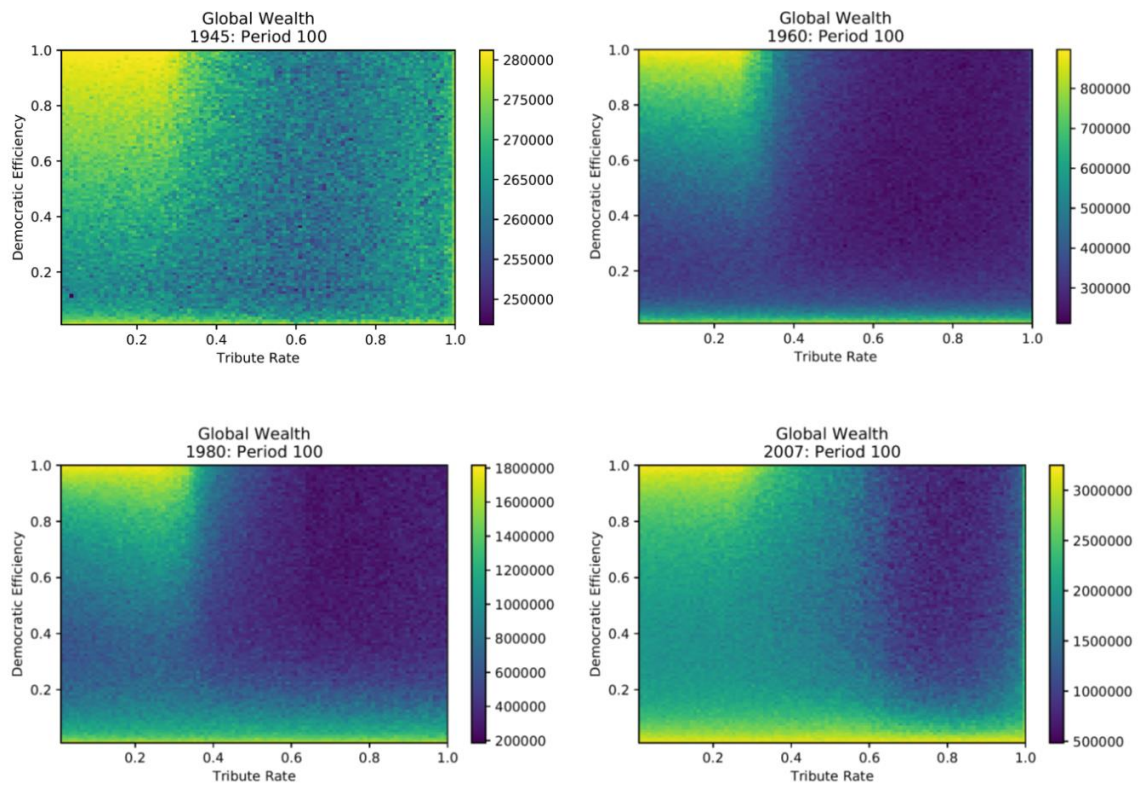 Global Wealth
1945: Period 100
1.0
0.8
0.6
0.4
0.2
Democratic Efficiency
0.2 0.4 0.6 0.8 1.0
Tribute Rate
280000
275000
270000
265000
260000
255000
250000
Global Wealth
1960: Period 100
1.0
0.8
0.6
0.4
0.2
Democratic Efficiency
0.2 0.4 0.6 0.8 1.0
Tribute Rate
800000
700000
600000
500000
400000
300000
Global Wealth
1980: Period 100
1.0
0.8
0.6
0.4
0.2
Democratic Efficiency
0.2 0.4 0.6 0.8 1.0
Tribute Rate
1800000
1600000
1400000
1200000
1000000
800000
600000
400000
200000
Global Wealth
2007: Period 100
1.0
0.8
0.6
0.4
0.2
Democratic Efficiency
0.2 0.4 0.6 0.8 1.0
Tribute Rate
3000000
2500000
2000000
1500000
1000000
500000